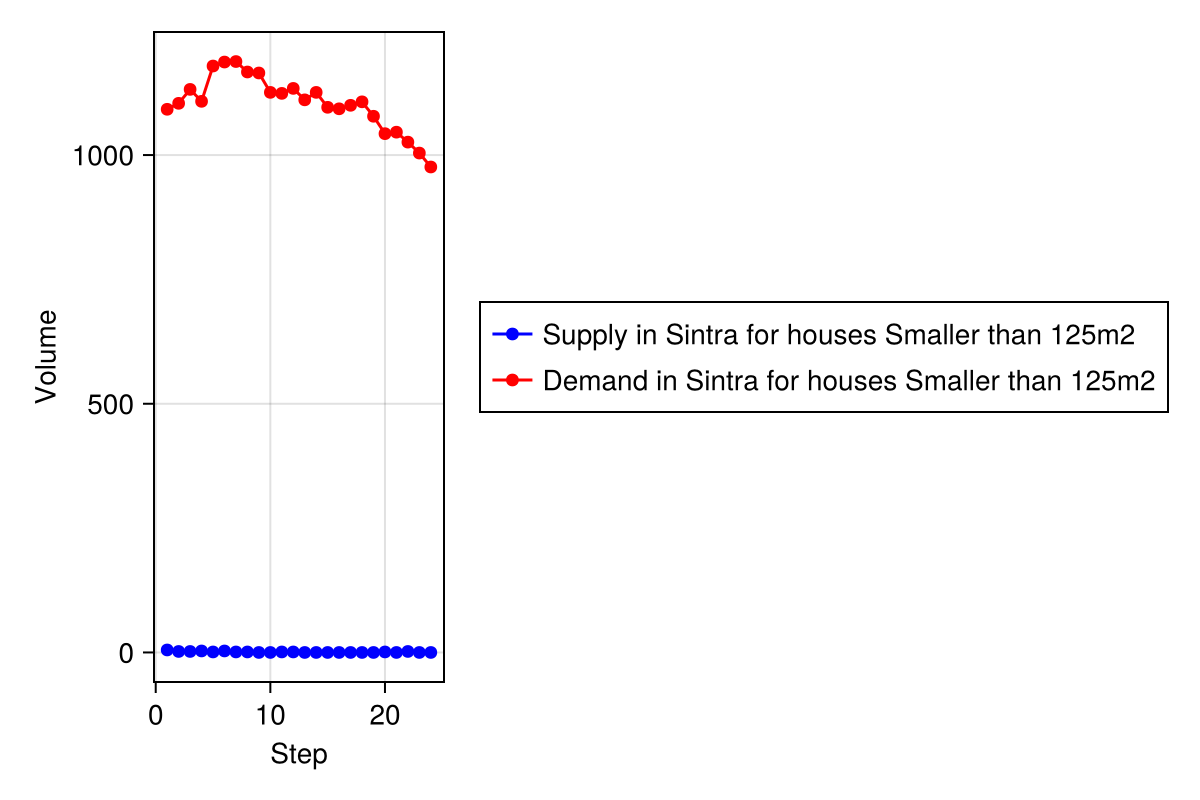 1000
500
0
Volume
0 10 20
Step
Supply in Sintra for houses Smaller than 125m2
Demand in Sintra for houses Smaller than 125m2